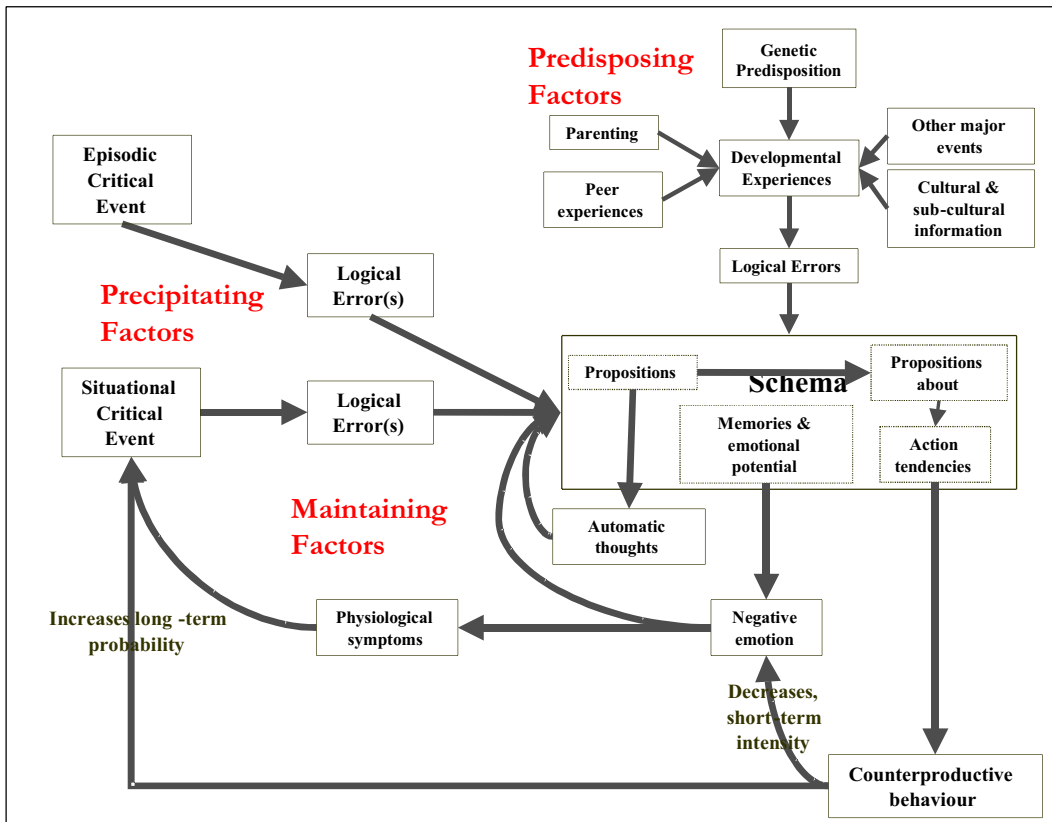 Predisposing
Factors
Genetic
Predisposition
Parenting
Peer
experiences
Developmental
Experiences
Other major
events
Cultural &
sub-cultural
information
Logical Errors
Episodic
Critical
Event
Logical
Error(s)
Precipitating
Factors
Situational
Critical
Event
Logical
Error(s)
Schema
Propositions
Propositions
about
Memories &
emotional
potential
Action
tendencies
Maintaining
Factors
Automatic
thoughts
Increases long -term
probability
Physiological
symptoms
Negative
emotion
Decreases,
short-term
intensity
Counterproductive
behaviour